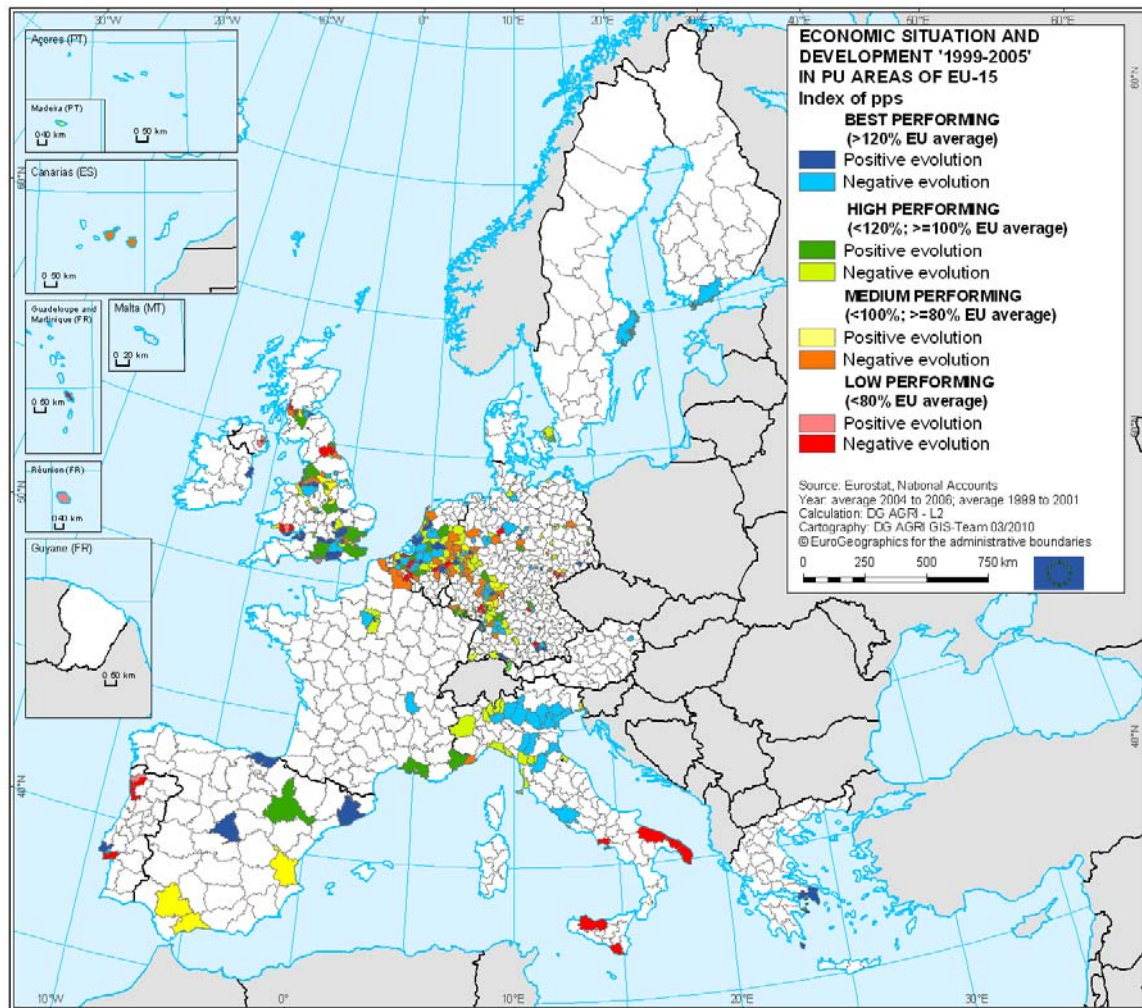 30°W
20°W
10°W
0°
10°E
20°E
30°E
40°E
50°E
60°E
Açores (PT)
Madeira (PT)
0 40 km
0 50 km
Canarias (ES)
0 50 km
Guadeloupe and
Martinique (FR)
0 50 km
Malta (MT)
0 20 km
Réunion (FR)
0 40 km
Guyane (FR)
0 50 km
ECONOMIC SITUATION AND
DEVELOPMENT '1999-2005'
IN PU AREAS OF EU-15
Index of pps
BEST PERFORMING
(>120% EU average)
Positive evolution
Negative evolution
HIGH PERFORMING
(<120%; >=100% EU average)
Positive evolution
Negative evolution
MEDIUM PERFORMING
(<100%; >=80% EU average)
Positive evolution
Negative evolution
LOW PERFORMING
(<80% EU average)
Positive evolution
Negative evolution
Source: Eurostat, National Accounts
Year: average 2004 to 2006; average 1999 to 2001
Calculation: DG AGRI - L2
Cartography: DG AGRI GIS-Team 03/2010
© EuroGeographics for the administrative boundaries
0 250 500 750 km
60°N
50°N
40°N
60°N
50°N
40°N
10°W
0°
10°E
20°E
30°E